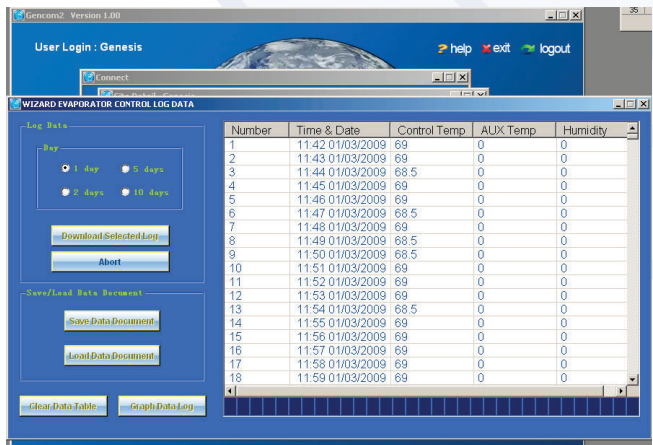 Gencom2 Version 1.00
35
User Login : Genesis
? help exit logout
Connect
WIZARD EVAPORATOR CONTROL LOG DATA
Log Data
Day
1 day 5 days
2 days 10 days
Download Selected Log
Abort
Save/Load Data Document
Save Data Document
Load Data Document
Clear Data Table Graph Data Log
Number Time & Date Control Temp AUX Temp Humidity
1 11:42 01/03/2009 69 0 0
2 11:43 01/03/2009 69 0 0
3 11:44 01/03/2009 68.5 0 0
4 11:45 01/03/2009 69 0 0
5 11:46 01/03/2009 69 0 0
6 11:47 01/03/2009 68.5 0 0
7 11:48 01/03/2009 69 0 0
8 11:49 01/03/2009 68.5 0 0
9 11:50 01/03/2009 68.5 0 0
10 11:51 01/03/2009 69 0 0
11 11:52 01/03/2009 69 0 0
12 11:53 01/03/2009 69 0 0
13 11:54 01/03/2009 68.5 0 0
14 11:55 01/03/2009 69 0 0
15 11:56 01/03/2009 69 0 0
16 11:57 01/03/2009 69 0 0
17 11:58 01/03/2009 69 0 0
18 11:59 01/03/2009 69 0 0